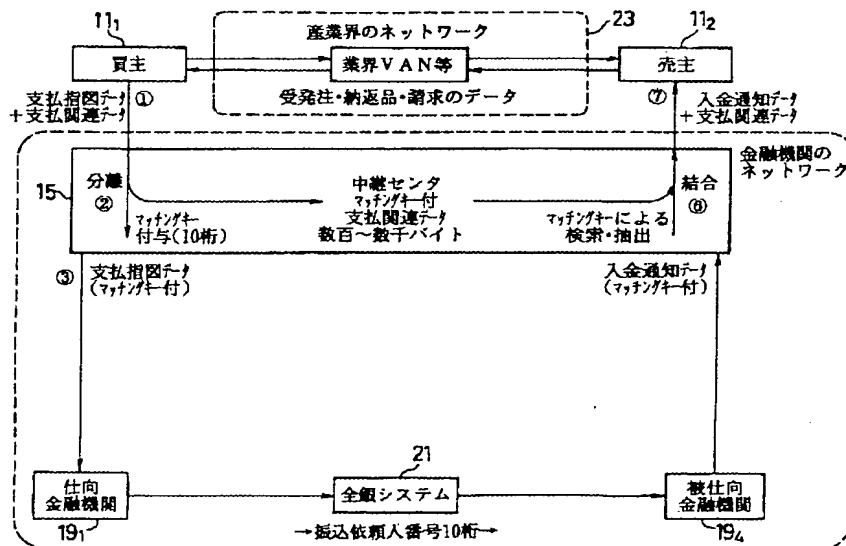 11₁
産業界のネットワーク
23
11₂
買主
業界VAN等
売主
支払指図データ
＋支払関連データ
①
受発注・納返品・請求のデータ
⑦
入金通知データ
＋支払関連データ
金融機関の
ネットワーク
15
分離
②
マッチングキー
付与(10桁)
中継センタ
マッチングキー付
支払関連データ
数百〜数千バイト
結合
⑥
マッチングキーによる
検索・抽出
③
支払指図データ
(マッチングキー付)
入金通知データ
(マッチングキー付)
仕向
金融機関
19₁
21
全銀システム
→振込依頼人番号10桁→
被仕向
金融機関
19₄